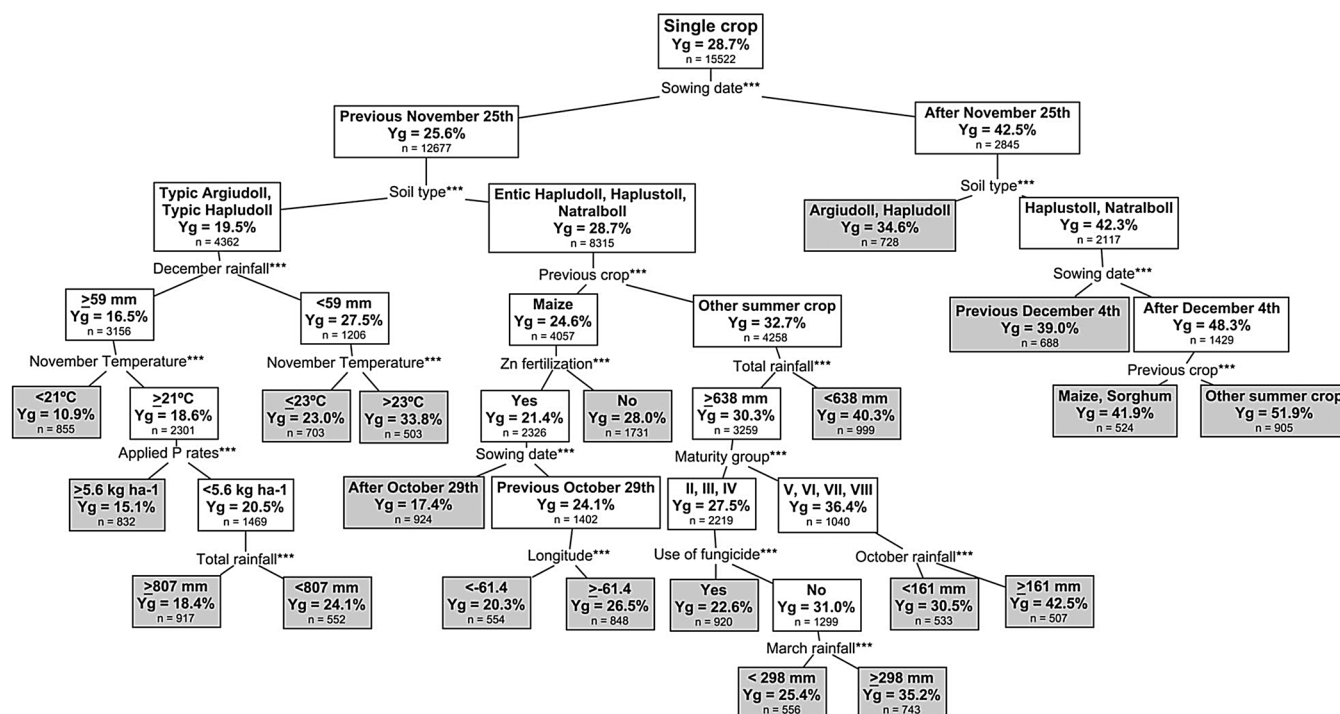 Single crop
Yg = 28.7%
n = 15522
Sowing date***
Previous November 25th
Yg = 25.6%
n = 12677
After November 25th
Yg = 42.5%
n = 2845
Soil type***
Typic Argiudoll,
Typic Hapludoll
Yg = 19.5%
n = 4362
Entic Hapludoll, Haplustoll,
Natralboll
Yg = 28.7%
n = 8315
Soil type***
Argiudoll, Hapludoll
Yg = 34.6%
n = 728
Haplustoll, Natralboll
Yg = 42.3%
n = 2117
December rainfall***
≥59 mm
Yg = 16.5%
n = 3156
<59 mm
Yg = 27.5%
n = 1206
Previous crop***
Maize
Yg = 24.6%
n = 4057
Other summer crop
Yg = 32.7%
n = 4258
Sowing date***
Previous December 4th
Yg = 39.0%
n = 688
After December 4th
Yg = 48.3%
n = 1429
November Temperature***
<21ºC
Yg = 10.9%
n = 855
≥21ºC
Yg = 18.6%
n = 2301
November Temperature***
≤23ºC
Yg = 23.0%
n = 703
>23ºC
Yg = 33.8%
n = 503
Zn fertilization***
Yes
Yg = 21.4%
n = 2326
No
Yg = 28.0%
n = 1731
Total rainfall***
≥638 mm
Yg = 30.3%
n = 3259
<638 mm
Yg = 40.3%
n = 999
Previous crop***
Maize, Sorghum
Yg = 41.9%
n = 524
Other summer crop
Yg = 51.9%
n = 905
Applied P rates***
≥5.6 kg ha-1
Yg = 15.1%
n = 832
<5.6 kg ha-1
Yg = 20.5%
n = 1469
Sowing date***
After October 29th
Yg = 17.4%
n = 924
Previous October 29th
Yg = 24.1%
n = 1402
Maturity group***
II, III, IV
Yg = 27.5%
n = 2219
V, VI, VII, VIII
Yg = 36.4%
n = 1040
Total rainfall***
≥807 mm
Yg = 18.4%
n = 917
<807 mm
Yg = 24.1%
n = 552
Longitude***
<-61.4
Yg = 20.3%
n = 554
≥-61.4
Yg = 26.5%
n = 848
Use of fungicide***
Yes
Yg = 22.6%
n = 920
No
Yg = 31.0%
n = 1299
October rainfall***
<161 mm
Yg = 30.5%
n = 533
≥161 mm
Yg = 42.5%
n = 507
March rainfall***
< 298 mm
Yg = 25.4%
n = 556
≥298 mm
Yg = 35.2%
n = 743